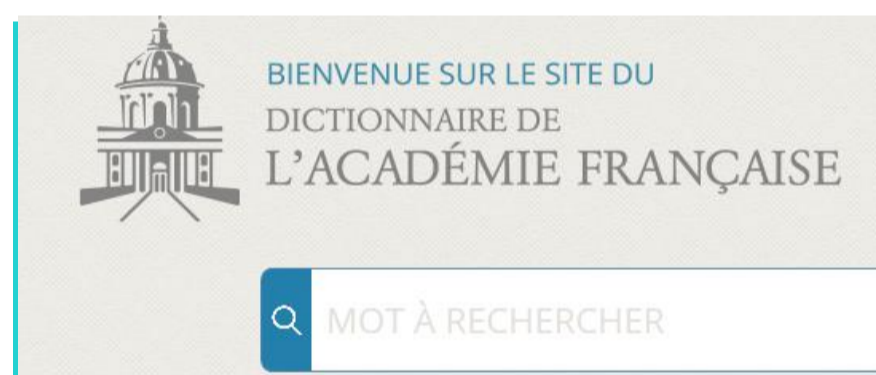 BIENVENUE SUR LE SITE DU
DICTIONNAIRE DE
L’ACADÉMIE FRANÇAISE
MOT À RECHERCHER